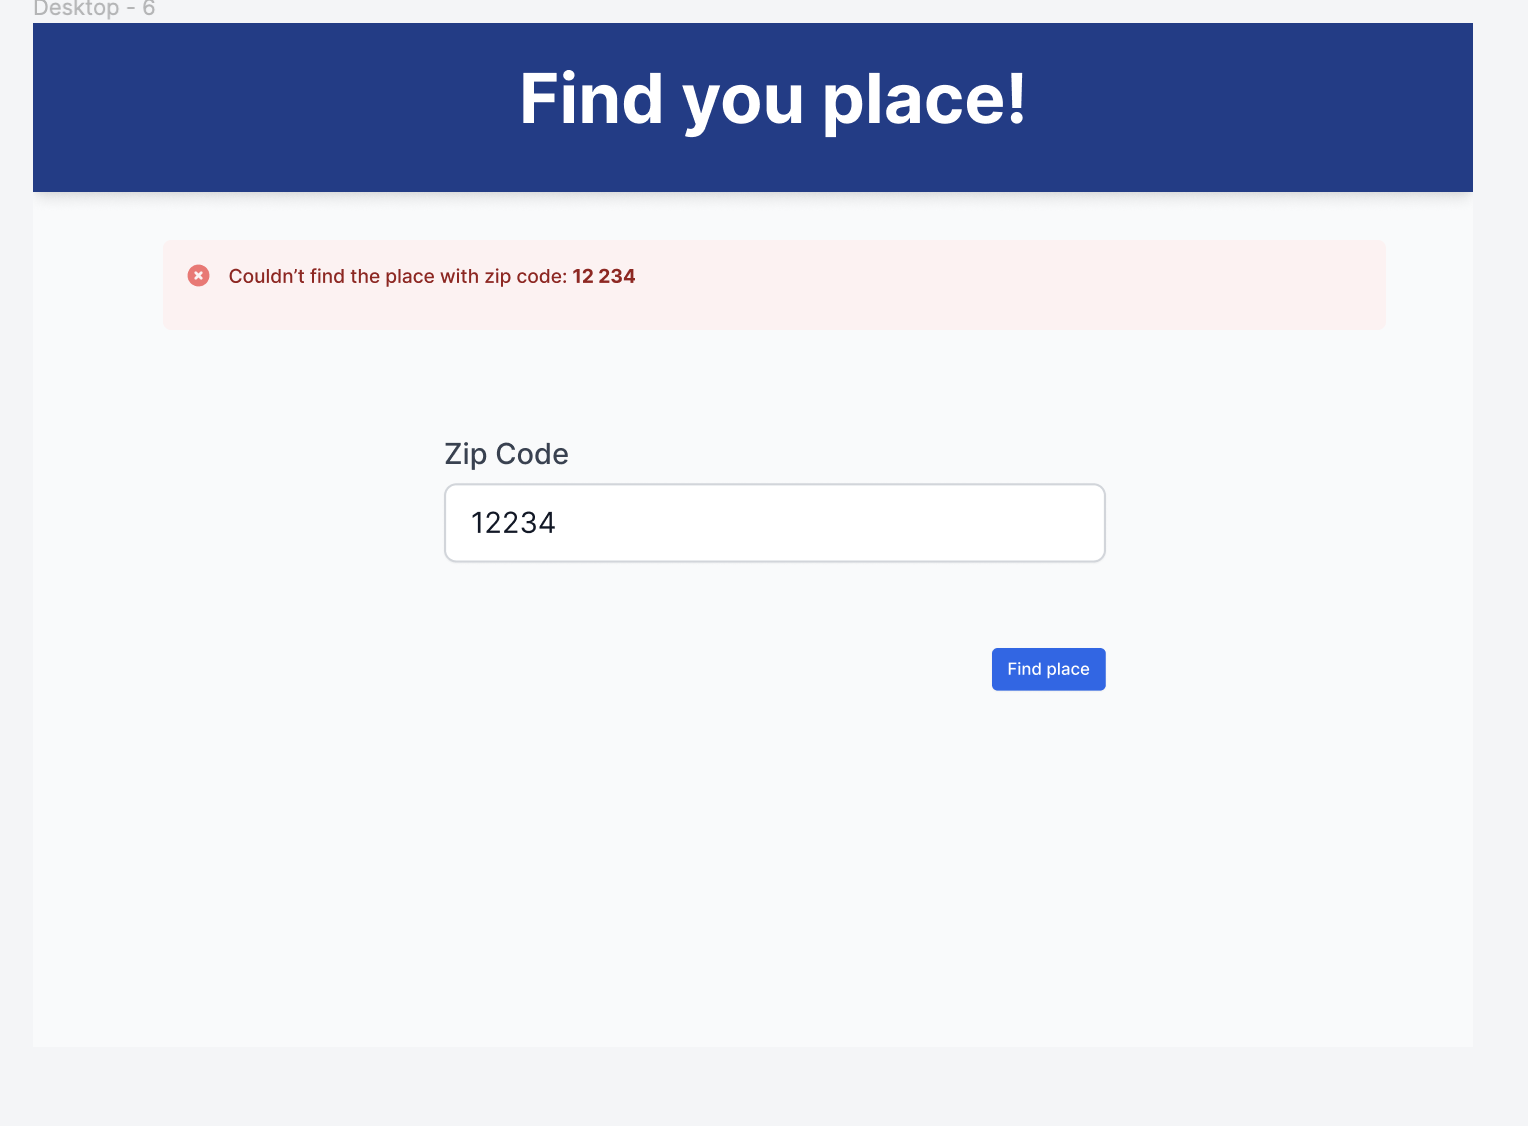 Desktop - 6
Find you place!
Couldn’t find the place with zip code: 12 234
Zip Code
12234
Find place